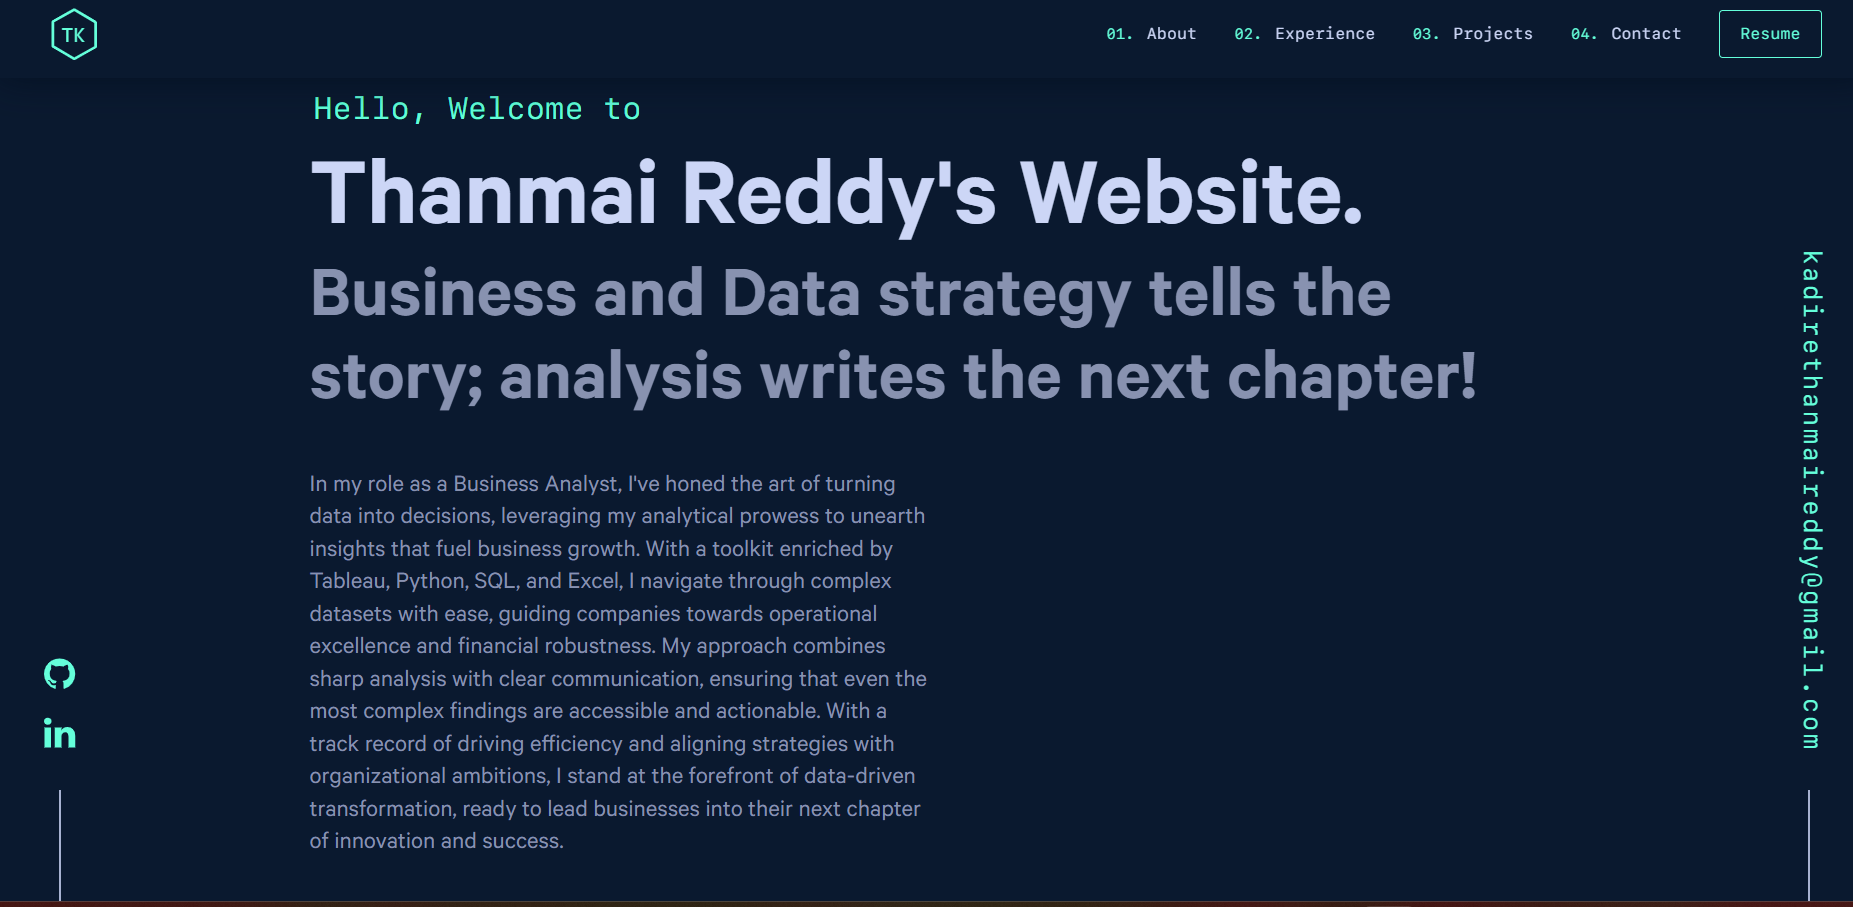 TK
01. About 02. Experience 03. Projects 04. Contact Resume
Hello, Welcome to
Thanmai Reddy's Website.
Business and Data strategy tells the
story; analysis writes the next chapter!
In my role as a Business Analyst, I've honed the art of turning
data into decisions, leveraging my analytical prowess to unearth
insights that fuel business growth. With a toolkit enriched by
Tableau, Python, SQL, and Excel, I navigate through complex
datasets with ease, guiding companies towards operational
excellence and financial robustness. My approach combines
sharp analysis with clear communication, ensuring that even the
most complex findings are accessible and actionable. With a
track record of driving efficiency and aligning strategies with
organizational ambitions, I stand at the forefront of data-driven
transformation, ready to lead businesses into their next chapter
of innovation and success.
in
kadirethanmaireddy@gmail.com